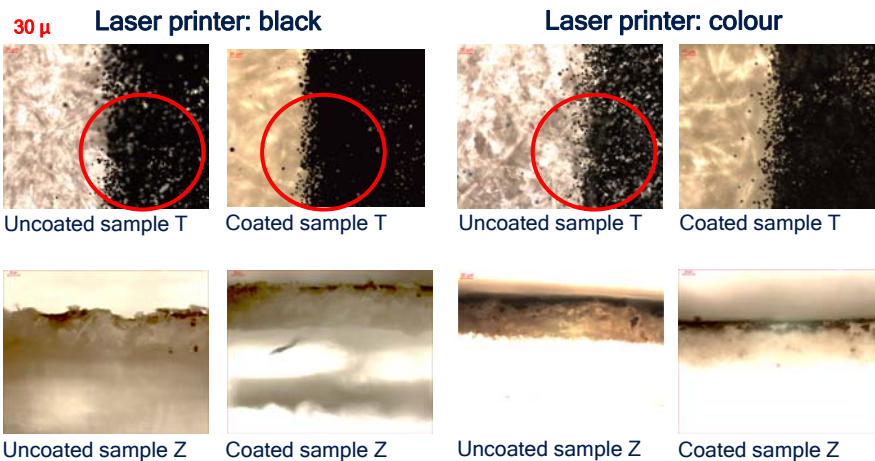 30 μ
Laser printer: black
Laser printer: colour
Uncoated sample T
Coated sample T
Uncoated sample T
Coated sample T
Uncoated sample Z
Coated sample Z
Uncoated sample Z
Coated sample Z